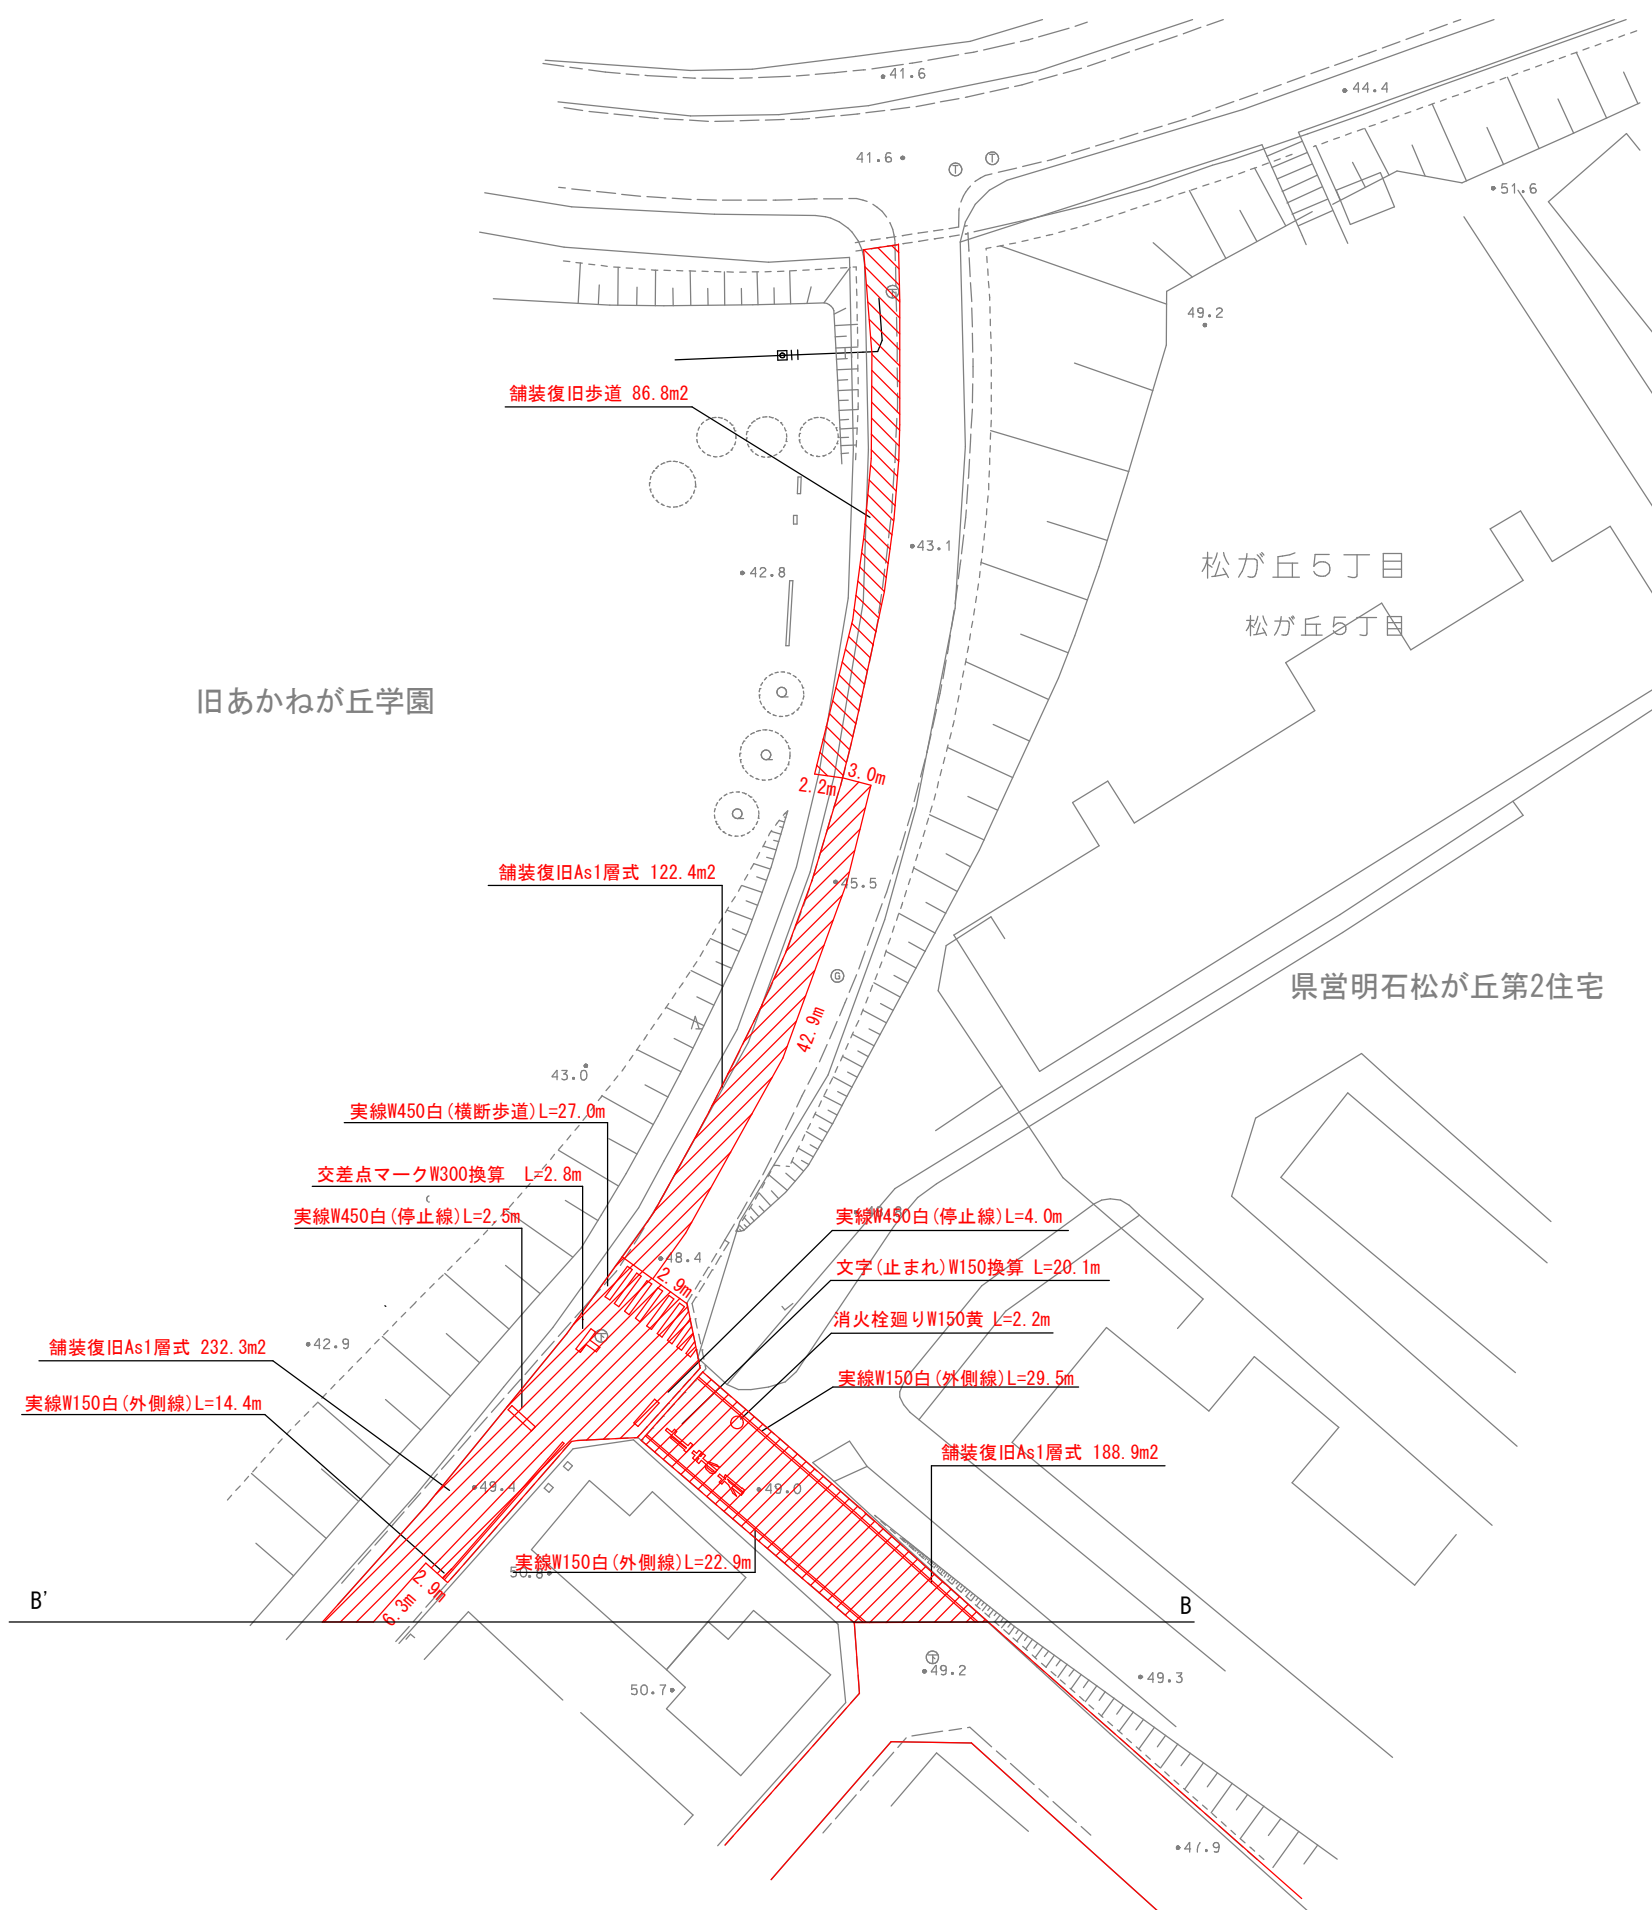 41.6
44.4
41.6
T
T
51.6
49.2
下
舗装復旧歩道 86.8m2
43.1
42.8
松が丘５丁目
松が丘５丁目
旧あかねが丘学園
3.0m
2.2m
舗装復旧As1層式 122.4m2
45.5
G
県営明石松が丘第2住宅
42.9m
43.0
実線W450白(横断歩道)L=27.0m
交差点マークW300換算 L=2.8m
実線W450白(停止線)L=2.5m
実線W450白(停止線)L=4.0m
48.4
文字(止まれ)W150換算 L=20.1m
2.9m
消火栓廻りW150黄 L=2.2m
下
42.9
舗装復旧As1層式 232.3m2
実線W150白(外側線)L=29.5m
実線W150白(外側線)L=14.4m
止まれ
舗装復旧As1層式 188.9m2
49.4
49.0
実線W150白(外側線)L=22.9m
50.8
2.9m
6.3m
B'
B
下
49.2
49.3
50.7
47.9